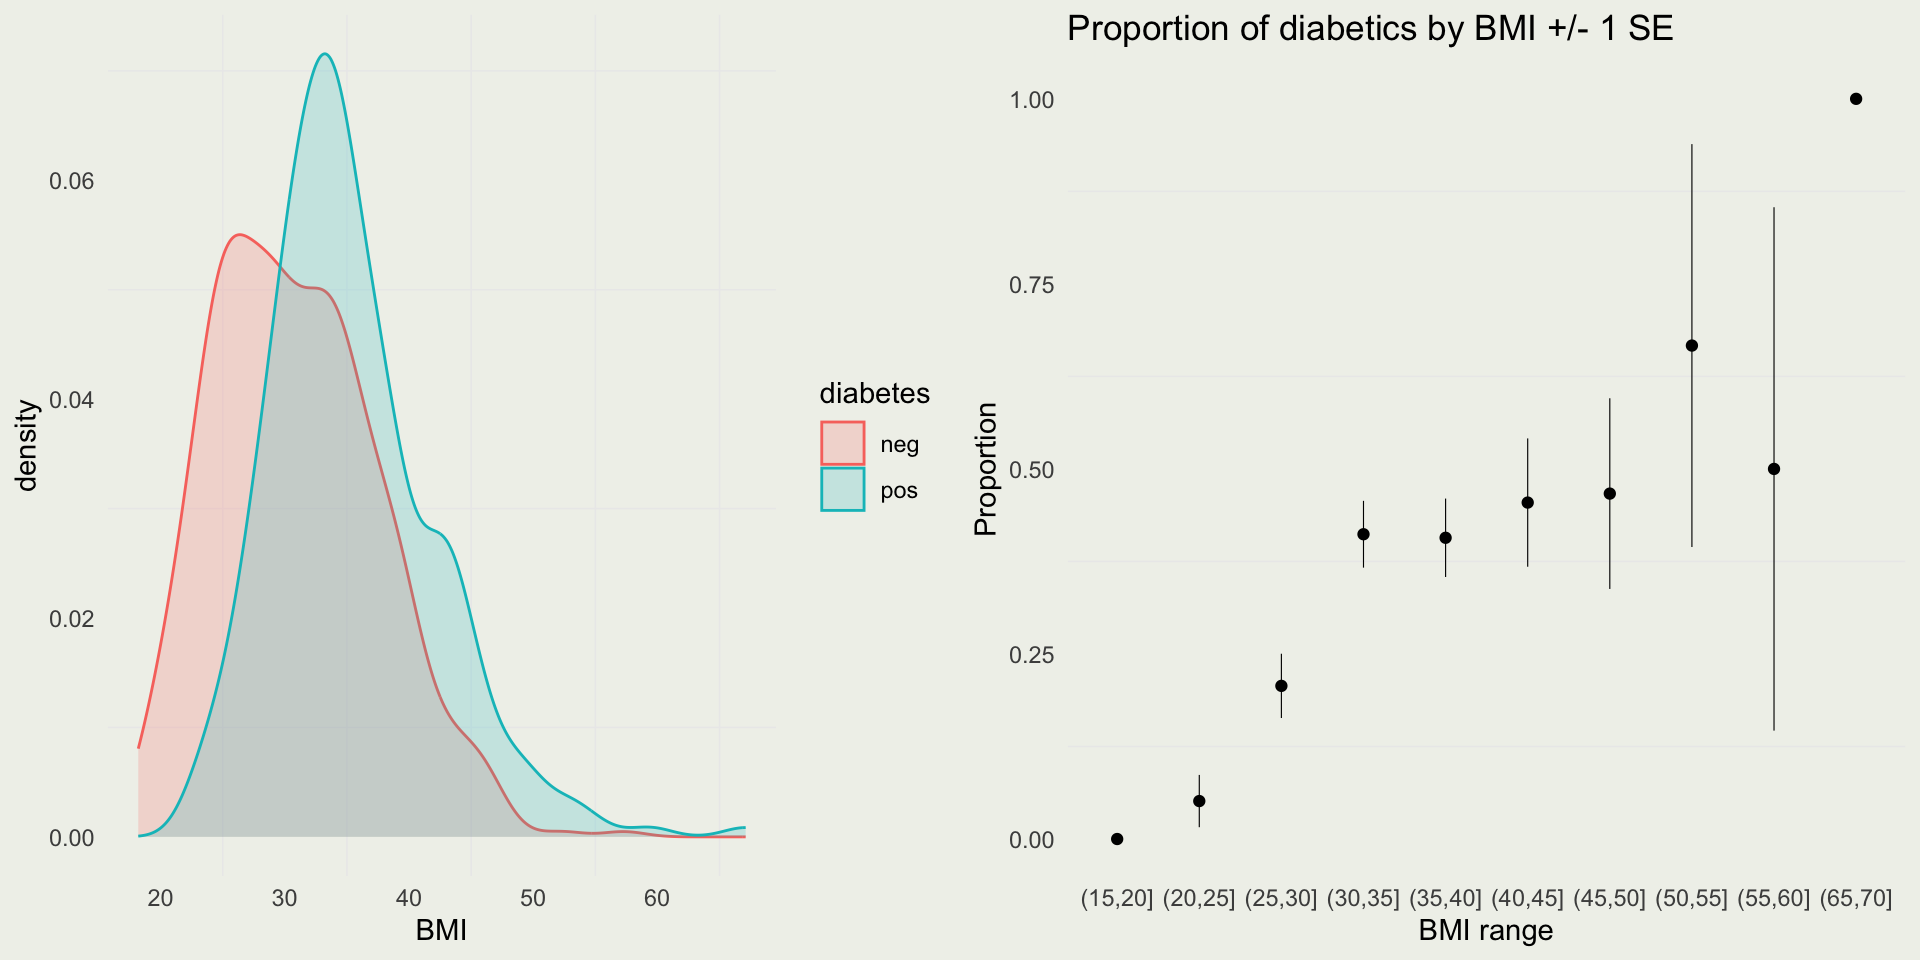 density
0.06
0.04
0.02
0.00
20 30 40 50 60
BMI
diabetes
neg
pos
Proportion of diabetics by BMI +/- 1 SE
Proportion
1.00
0.75
0.50
0.25
0.00
(15,20] (20,25] (25,30] (30,35] (35,40] (40,45] (45,50] (50,55] (55,60] (65,70]
BMI range